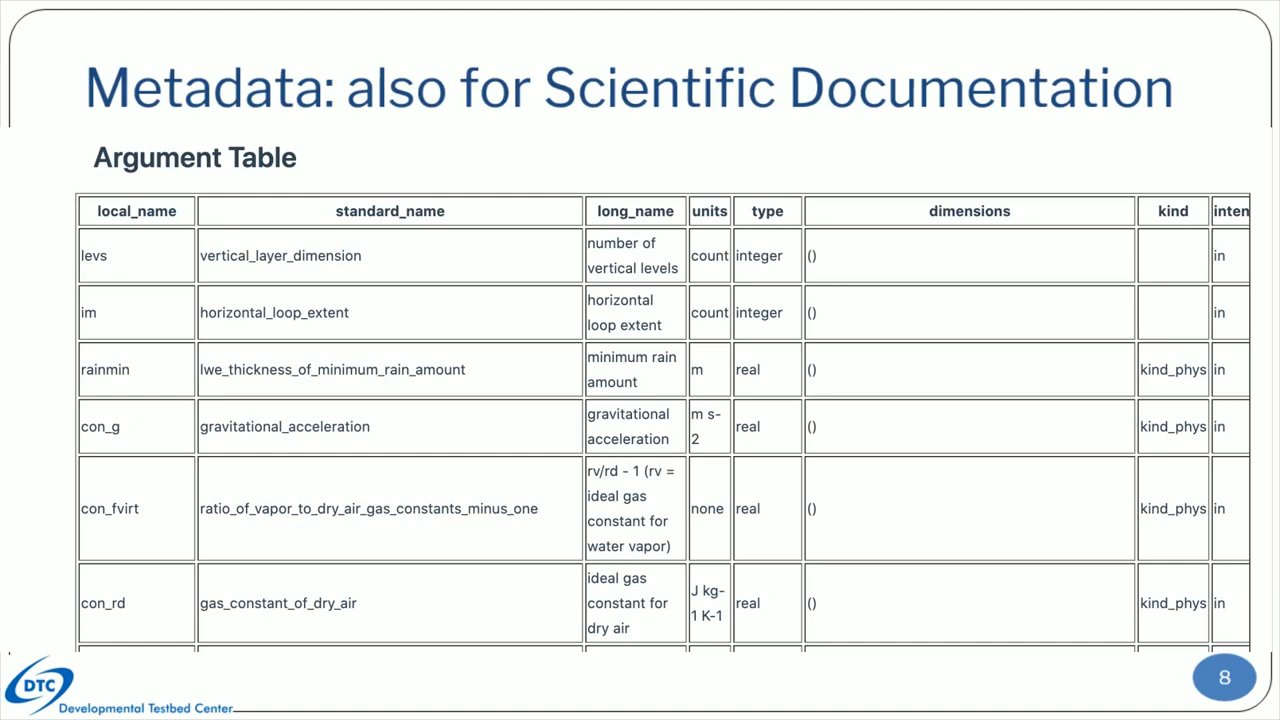 Metadata: also for Scientific Documentation
Argument Table
local_name standard_name long_name units type dimensions kind inten
levs vertical_layer_dimension number of vertical levels count integer () in
im horizontal_loop_extent horizontal loop extent count integer () in
rainmin lwe_thickness_of_minimum_rain_amount minimum rain amount m real () kind_phys in
con_g gravitational_acceleration gravitational acceleration m s-2 real () kind_phys in
con_fvirt ratio_of_vapor_to_dry_air_gas_constants_minus_one rv/rd - 1 (rv = ideal gas constant for water vapor) none real () kind_phys in
con_rd gas_constant_of_dry_air ideal gas constant for dry air J kg-1 K-1 real () kind_phys in
DTC
Developmental Testbed Center
8